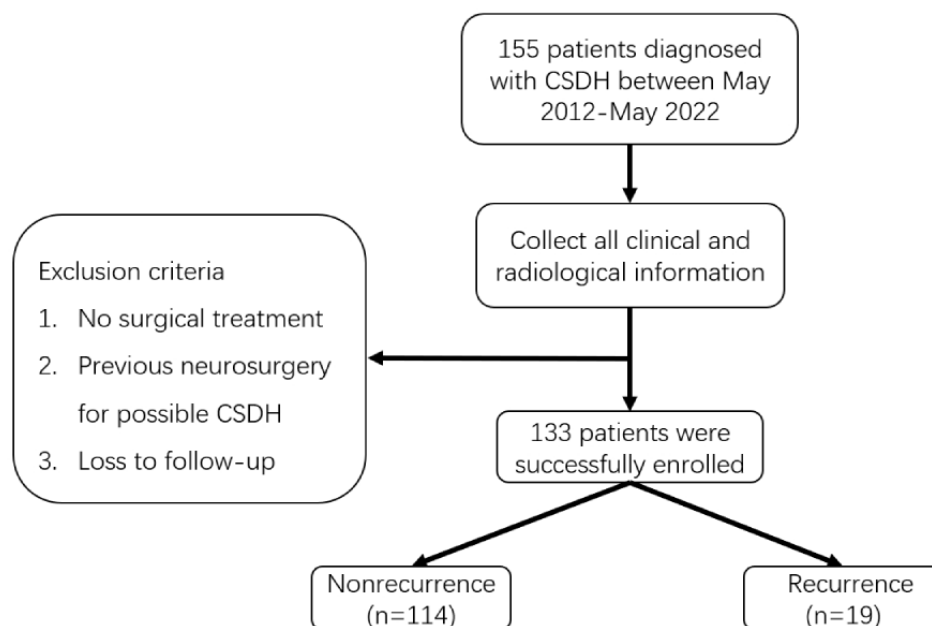 155 patients diagnosed
with CSDH between May
2012-May 2022
Collect all clinical and
radiological information
Exclusion criteria
1. No surgical treatment
2. Previous neurosurgery
for possible CSDH
3. Loss to follow-up
133 patients were
successfully enrolled
Nonrecurrence
(n=114)
Recurrence
(n=19)